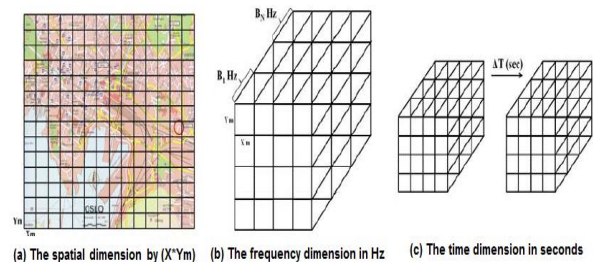 B_N Hz
ΔT (sec)
B_1 Hz
Ym
Xm
OSLO
Ym
Xm
(a) The spatial dimension by (X*Ym) (b) The frequency dimension in Hz (c) The time dimension in seconds